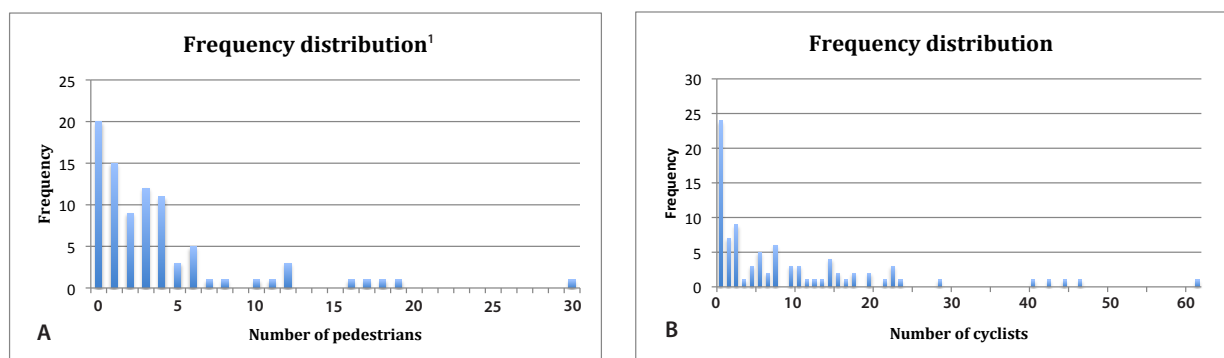 Frequency distribution1
25
20
15
10
5
0
Frequency
0 5 10 15 20 25 30
Number of pedestrians
A
Frequency distribution
30
25
20
15
10
5
0
Frequency
0 10 20 30 40 50 60
Number of cyclists
B